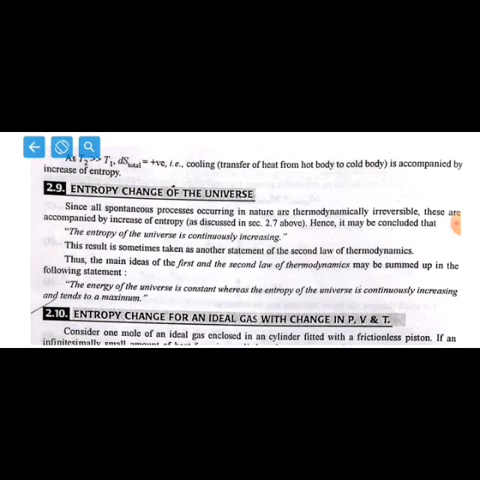 As T2 >> T1, dStotal = +ve, i.e., cooling (transfer of heat from hot body to cold body) is accompanied by
increase of entropy.
2.9. ENTROPY CHANGE OF THE UNIVERSE
Since all spontaneous processes occurring in nature are thermodynamically irreversible, these are
accompanied by increase of entropy (as discussed in sec. 2.7 above). Hence, it may be concluded that
"The entropy of the universe is continuously increasing."
This result is sometimes taken as another statement of the second law of thermodynamics.
Thus, the main ideas of the first and the second law of thermodynamics may be summed up in the
following statement :
"The energy of the universe is constant whereas the entropy of the universe is continuously increasing
and tends to a maximum."
2.10. ENTROPY CHANGE FOR AN IDEAL GAS WITH CHANGE IN P, V & T.
Consider one mole of an ideal gas enclosed in an cylinder fitted with a frictionless piston. If an
infinitesimally small amount of heat